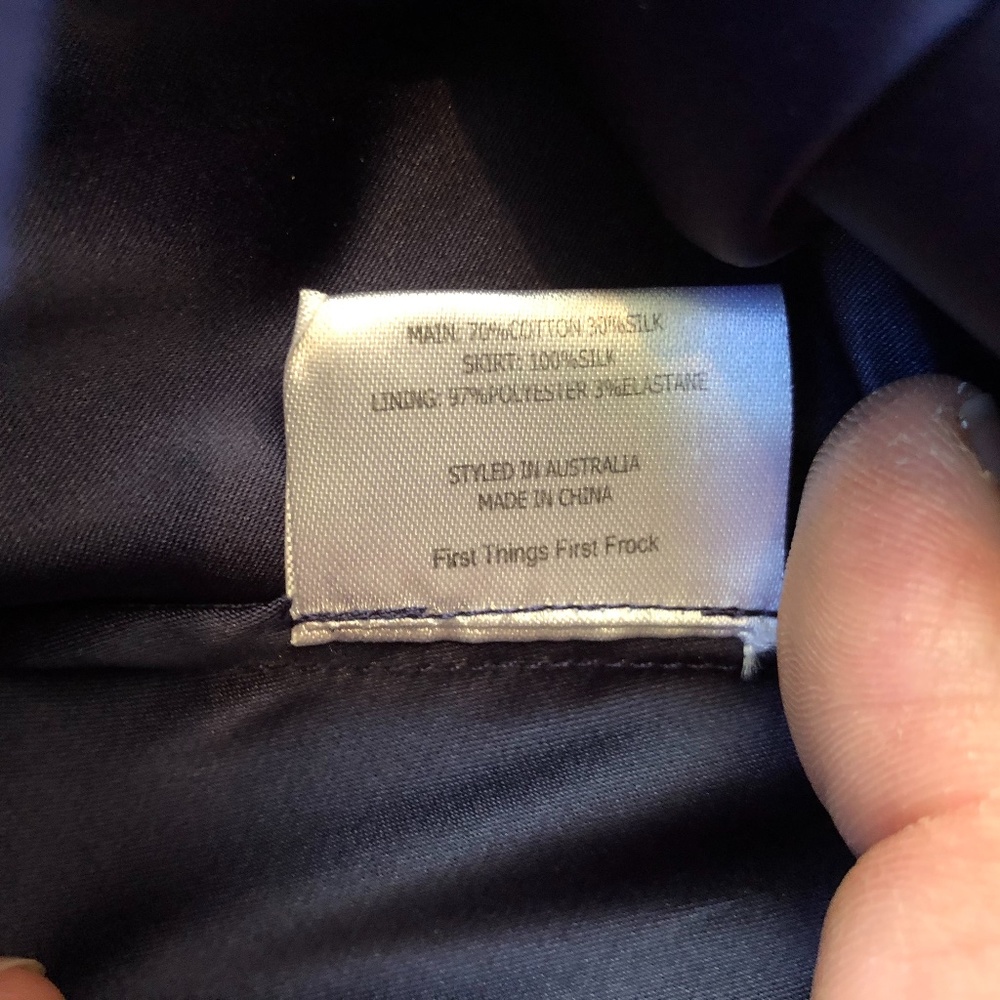 MAIN: 70%COTTON 30%SILK
SKIRT: 100%SILK
LINING: 97%POLYESTER 3%ELASTANE
STYLED IN AUSTRALIA
MADE IN CHINA
First Things First Frock